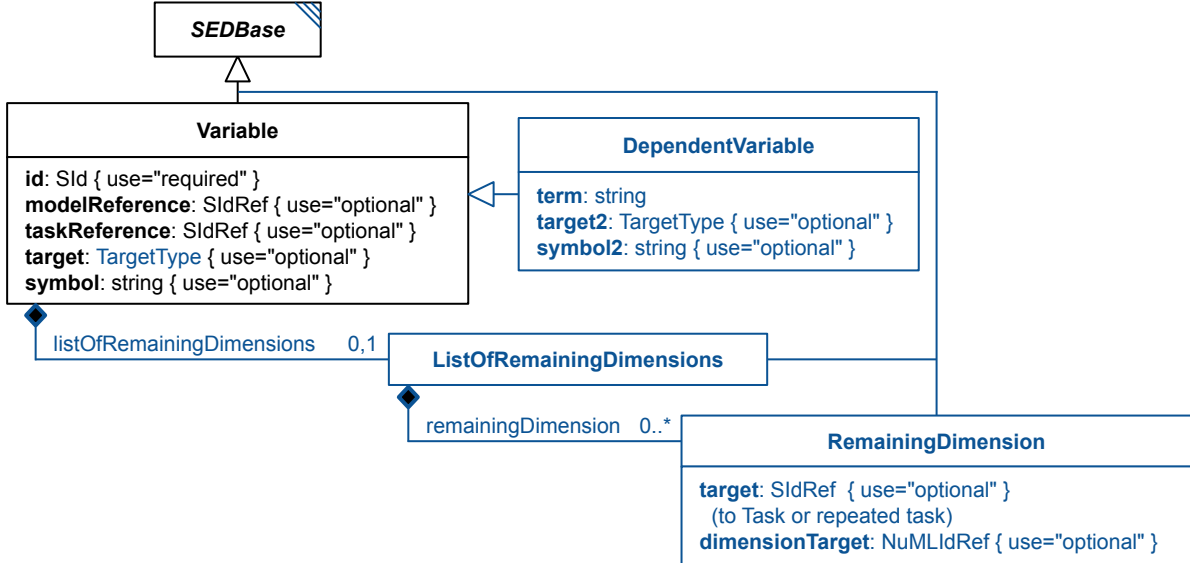 SEDBase
Variable
id: SId { use="required" }
modelReference: SIdRef { use="optional" }
taskReference: SIdRef { use="optional" }
target: TargetType { use="optional" }
symbol: string { use="optional" }
DependentVariable
term: string
target2: TargetType { use="optional" }
symbol2: string { use="optional" }
listOfRemainingDimensions 0,1
ListOfRemainingDimensions
remainingDimension 0..*
RemainingDimension
target: SIdRef { use="optional" }
(to Task or repeated task)
dimensionTarget: NuMLIdRef { use="optional" }